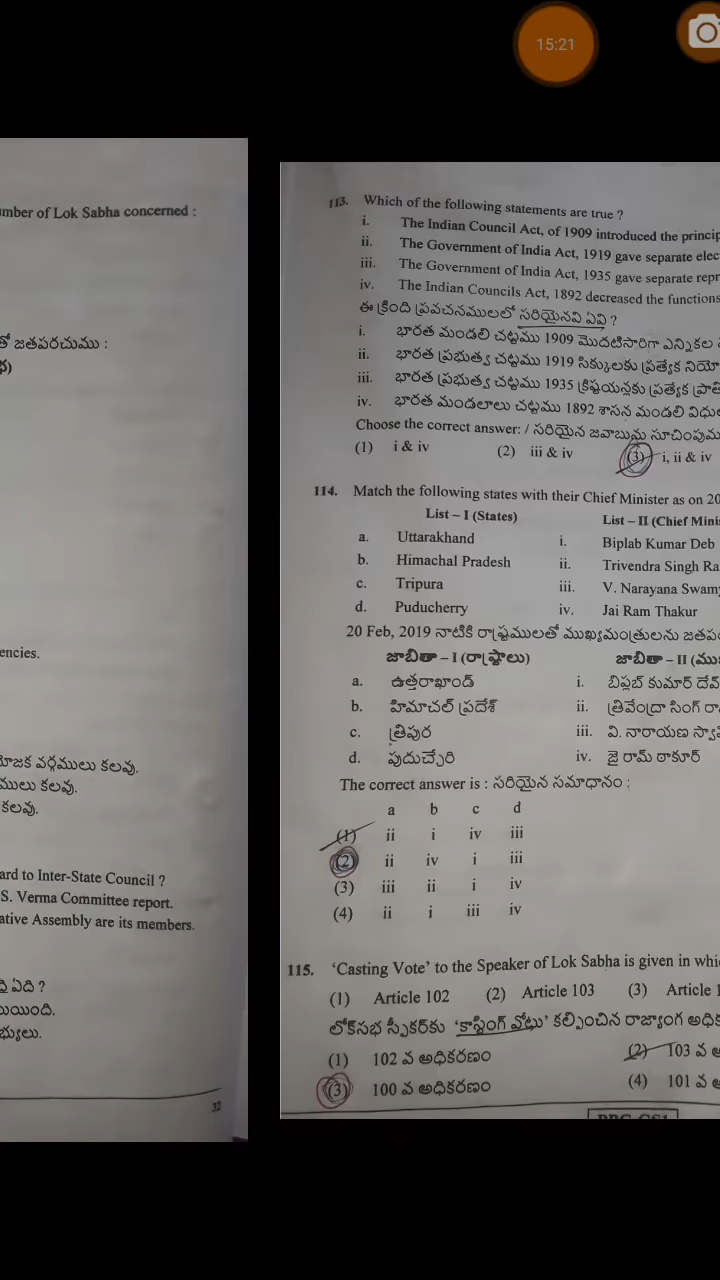 15:21
mber of Lok Sabha concerned :
తో జతపరచుము :
encies.
వర్గములు కలవు.
ములు కలవు.
కలవు.
ard to Inter-State Council ?
S. Verma Committee report.
ative Assembly are its members.
ది ఏది ?
32
113. Which of the following statements are true ?
i. The Indian Council Act, of 1909 introduced the
ii. The Government of India Act, 1919 gave separate
iii. The Government of India Act, 1935 gave separate
iv. The Indian Councils Act, 1892 decreased the functions
ఈ క్రింది ప్రవచనములలో సరియైనవి ఏవి ?
i. భారత మండలి చట్టము 1909 మొదటిసారిగా ఎన్నికల
ii. భారత ప్రభుత్వ చట్టము 1919 సిక్కులకు ప్రత్యేక
iii. భారత ప్రభుత్వ చట్టము 1935 క్రిష్టయన్లకు ప్రత్యేక
iv. భారత మండలాలు చట్టము 1892 శాసన మండలి
Choose the correct answer: / సరియైన జవాబును సూచింపుము
(1) i & iv (2) iii & iv (3) i, ii & iv
114. Match the following states with their Chief Minister as on 20
List – I (States) List – II (Chief
a. Uttarakhand i. Biplab Kumar Deb
b. Himachal Pradesh ii. Trivendra Singh
c. Tripura iii. V. Narayana
d. Puducherry iv. Jai Ram Thakur
20 Feb, 2019 నాటికి రాష్ట్రములతో ముఖ్యమంత్రులను
జాబితా – I (రాష్ట్రాలు) జాబితా – II
a. ఉత్తరాఖాండ్ i. బిప్లబ్ కుమార్ దేవ్
b. హిమాచల్ ప్రదేశ్ ii. త్రివేంద్రా సింగ్
c. త్రిపుర iii. వి. నారాయణ
d. పుదుచ్చేరి iv. జై రామ్ ఠాకూర్
The correct answer is : సరియైన సమాధానం :
a b c d
(1) ii i iv iii
(2) ii iv i iii
(3) iii ii i iv
(4) ii i iii iv
115. ‘Casting Vote’ to the Speaker of Lok Sabha is given in
(1) Article 102 (2) Article 103 (3) Article
లోక్‌సభ స్పీకర్‌కు ‘కాస్టింగ్ వోటు’ కల్పించిన రాజ్యాంగ
(1) 102 వ అధికరణం (2) 103 వ
(3) 100 వ అధికరణం (4) 101 వ